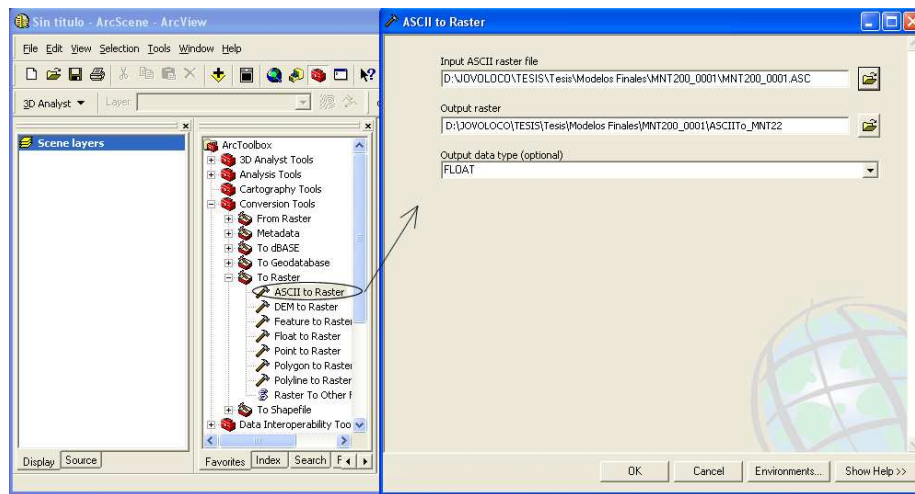 Sin titulo - ArcScene - ArcView
File Edit View Selection Tools Window Help
3D Analyst Layer:
Scene layers
Display Source
ArcToolbox
3D Analyst Tools
Analysis Tools
Cartography Tools
Conversion Tools
From Raster
Metadata
To dBASE
To Geodatabase
To Raster
ASCII to Raster
DEM to Raster
Feature to Raster
Float to Raster
Point to Raster
Polygon to Raster
Polyline to Raster
Raster To Other F
To Shapefile
Data Interoperability Too
Favorites Index Search F
ASCII to Raster
Input ASCII raster file
D:\JOVOLOCO\TESIS\Tesis\Modelos Finales\MNT200_0001\MNT200_0001.ASC
Output raster
D:\JOVOLOCO\TESIS\Tesis\Modelos Finales\MNT200_0001\ASCIITo_MNT22
Output data type (optional)
FLOAT
OK Cancel Environments... Show Help >>